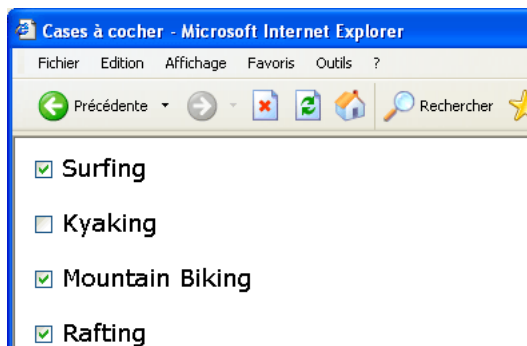 Cases à cocher - Microsoft Internet Explorer
Fichier Edition Affichage Favoris Outils ?
Précédente Rechercher
Surfing
Kyaking
Mountain Biking
Rafting